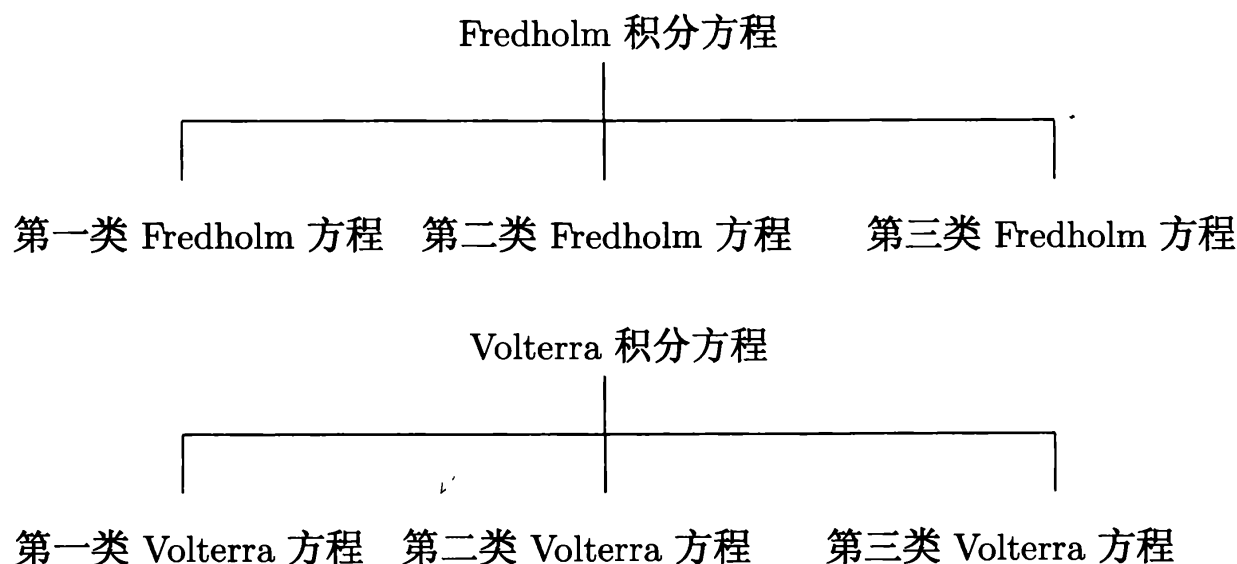 Fredholm 积分方程
第一类 Fredholm 方程 第二类 Fredholm 方程 第三类 Fredholm 方程
Volterra 积分方程
第一类 Volterra 方程 第二类 Volterra 方程 第三类 Volterra 方程